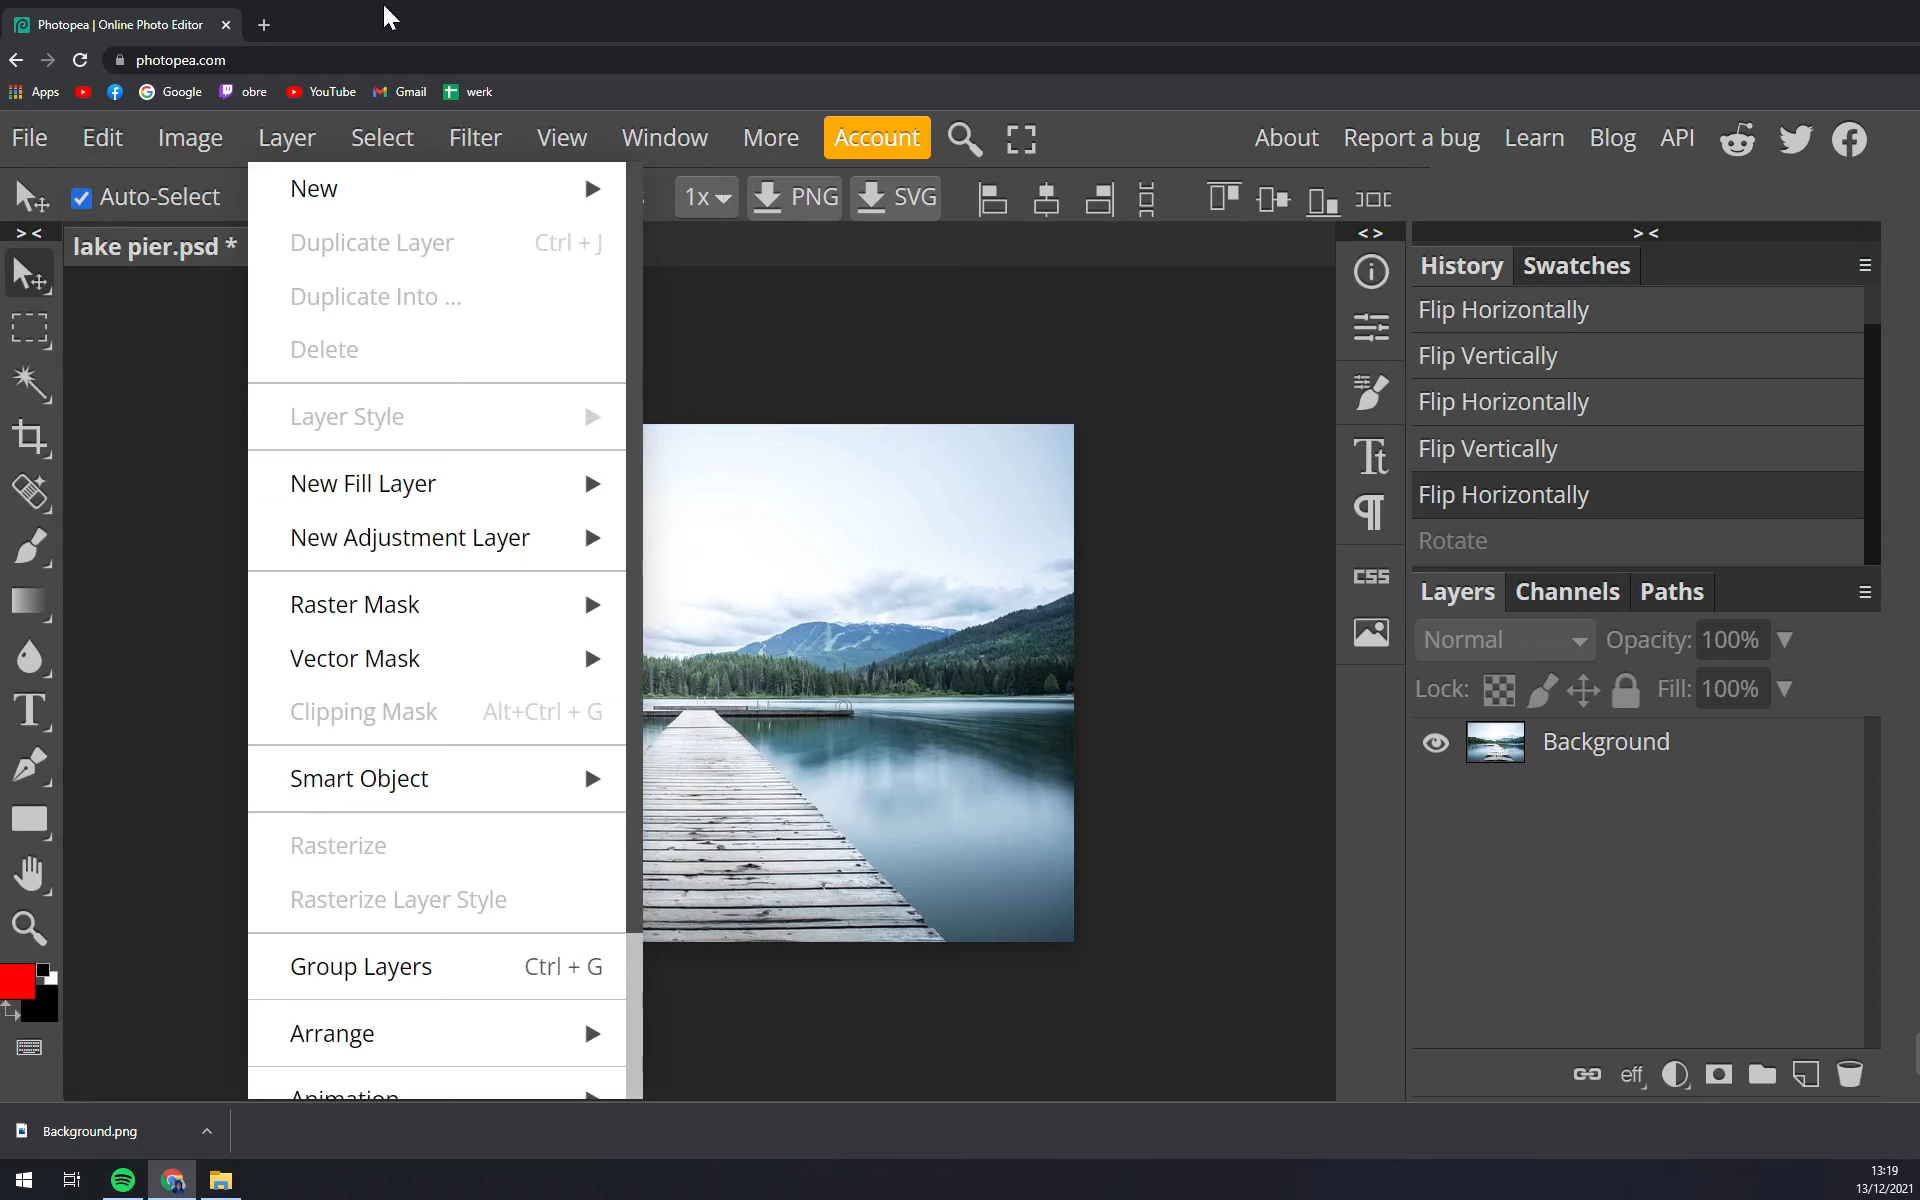 Photopea | Online Photo Editor
photopea.com
Apps Google obre YouTube Gmail werk
File Edit Image Layer Select Filter View Window More Account About Report a bug Learn Blog API
Auto-Select 1x PNG SVG
> <
lake pier.psd *
New
Duplicate Layer Ctrl + J
Duplicate Into ...
Delete
Layer Style
New Fill Layer
New Adjustment Layer
Raster Mask
Vector Mask
Clipping Mask Alt+Ctrl + G
Smart Object
Rasterize
Rasterize Layer Style
Group Layers Ctrl + G
Arrange
Animation
< >
CSS
> <
History Swatches
Flip Horizontally
Flip Vertically
Flip Horizontally
Flip Vertically
Flip Horizontally
Rotate
Layers Channels Paths
Normal Opacity: 100%
Lock: Fill: 100%
Background
eff
Background.png
13:19
13/12/2021